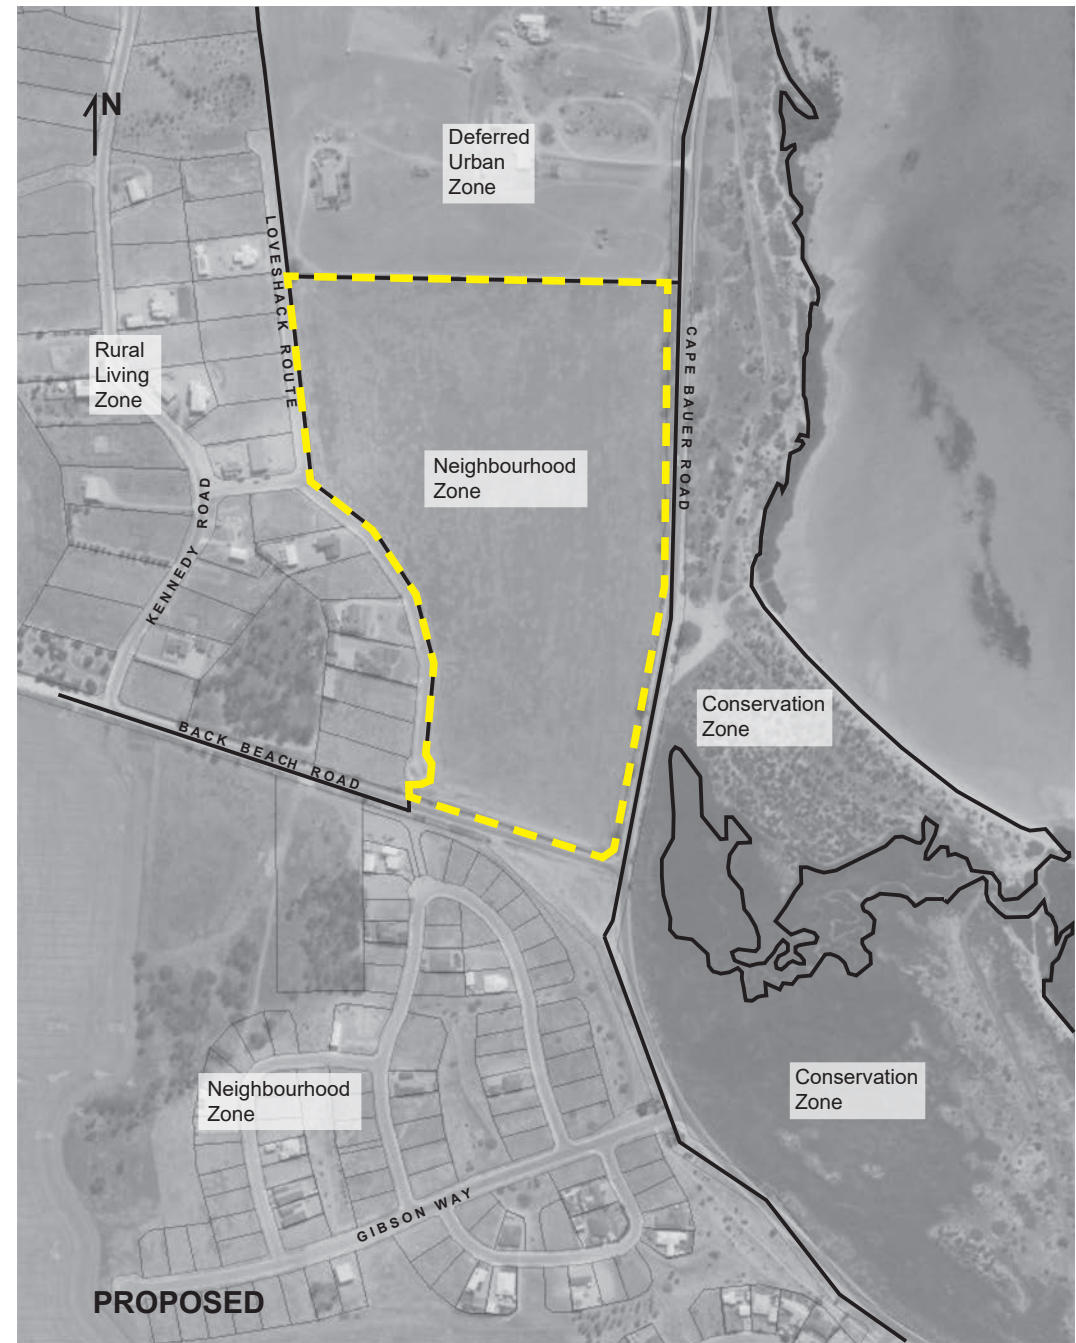 N
Deferred
Urban
Zone
LOVESHACK ROUTE
Rural
Living
Zone
CAPE BAUER ROAD
Neighbourhood
Zone
KENNEDY ROAD
Conservation
Zone
BACK BEACH ROAD
Neighbourhood
Zone
Conservation
Zone
GIBSON WAY
PROPOSED